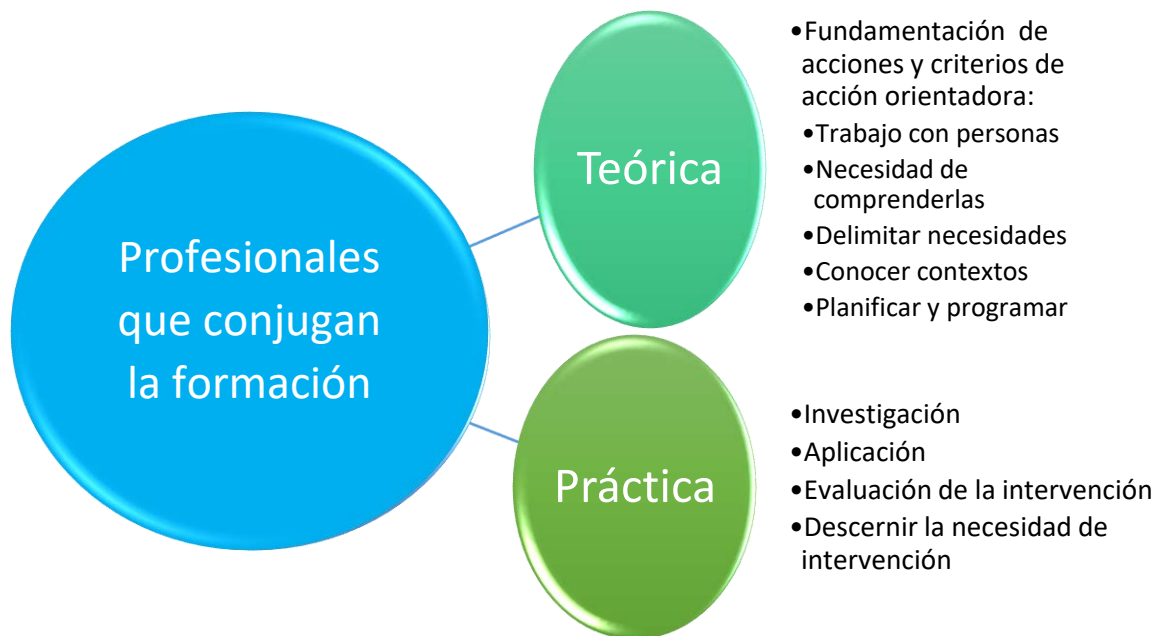 Profesionales
que conjugan
la formación
Teórica
•Fundamentación de
acciones y criterios de
acción orientadora:
•Trabajo con personas
•Necesidad de
comprenderlas
•Delimitar necesidades
•Conocer contextos
•Planificar y programar
Práctica
•Investigación
•Aplicación
•Evaluación de la intervención
•Descernir la necesidad de
intervención